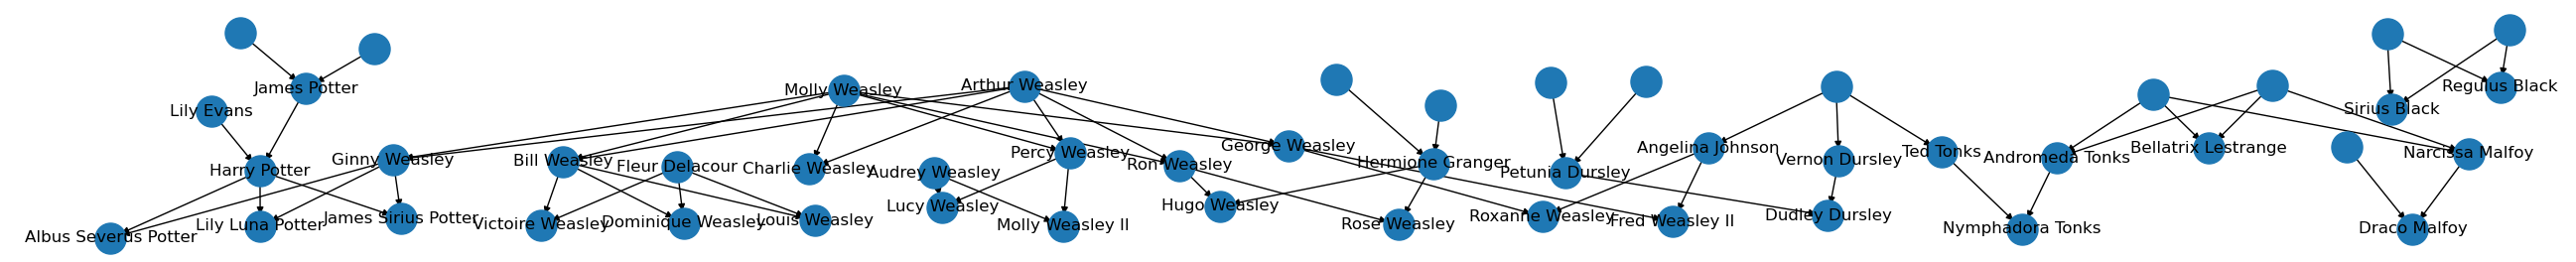 James Potter
Molly Weasley
Arthur Weasley
Regulus Black
Lily Evans
Sirius Black
Harry Potter
Ginny Weasley
Bill Weasley
Fleur Delacour
Charlie Weasley
Audrey Weasley
Percy Weasley
Ron Weasley
George Weasley
Hermione Granger
Petunia Dursley
Angelina Johnson
Vernon Dursley
Ted Tonks
Andromeda Tonks
Bellatrix Lestrange
Narcissa Malfoy
Albus Severus Potter
Lily Luna Potter
James Sirius Potter
Victoire Weasley
Dominique Weasley
Louis Weasley
Lucy Weasley
Molly Weasley II
Hugo Weasley
Rose Weasley
Roxanne Weasley
Fred Weasley II
Dudley Dursley
Nymphadora Tonks
Draco Malfoy